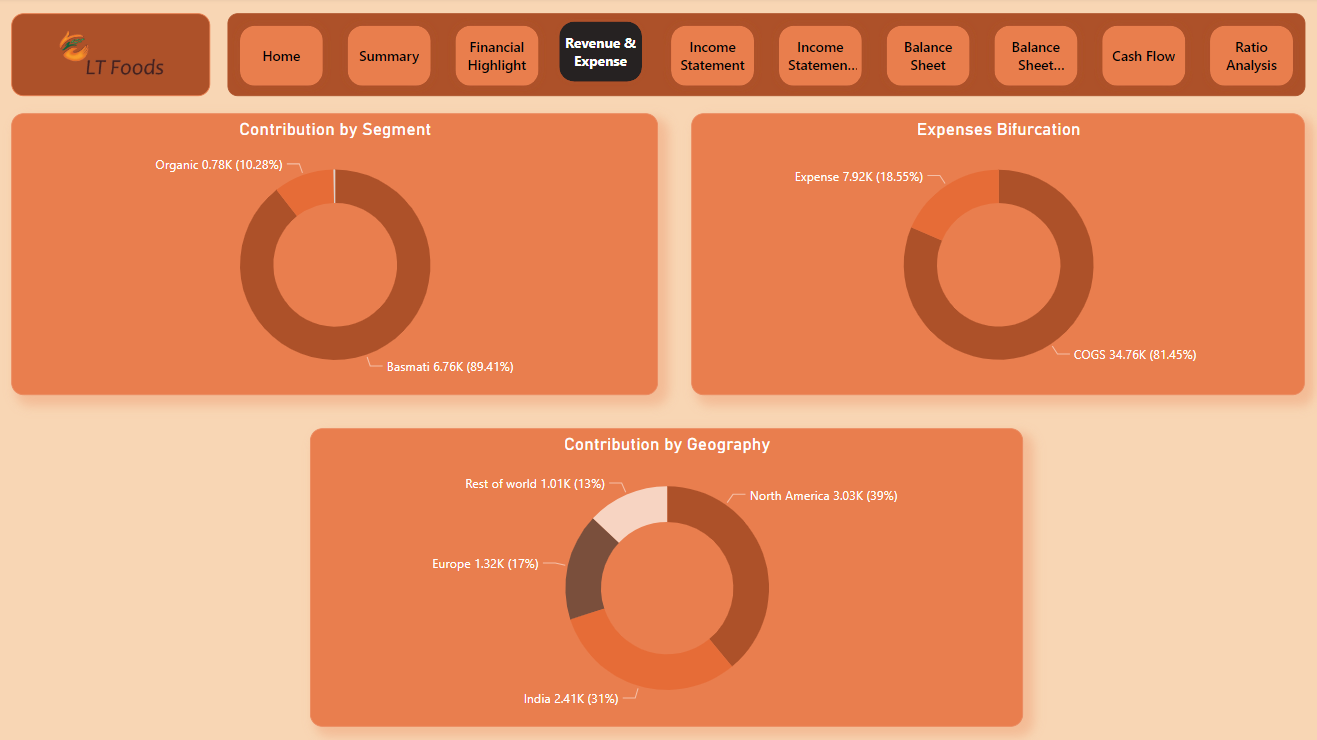 LT Foods
Home
Summary
Financial
Highlight
Revenue &
Expense
Income
Statement
Income
Statemen...
Balance
Sheet
Balance
Sheet...
Cash Flow
Ratio
Analysis
Contribution by Segment
Organic 0.78K (10.28%)
Basmati 6.76K (89.41%)
Expenses Bifurcation
Expense 7.92K (18.55%)
COGS 34.76K (81.45%)
Contribution by Geography
Rest of world 1.01K (13%)
North America 3.03K (39%)
Europe 1.32K (17%)
India 2.41K (31%)